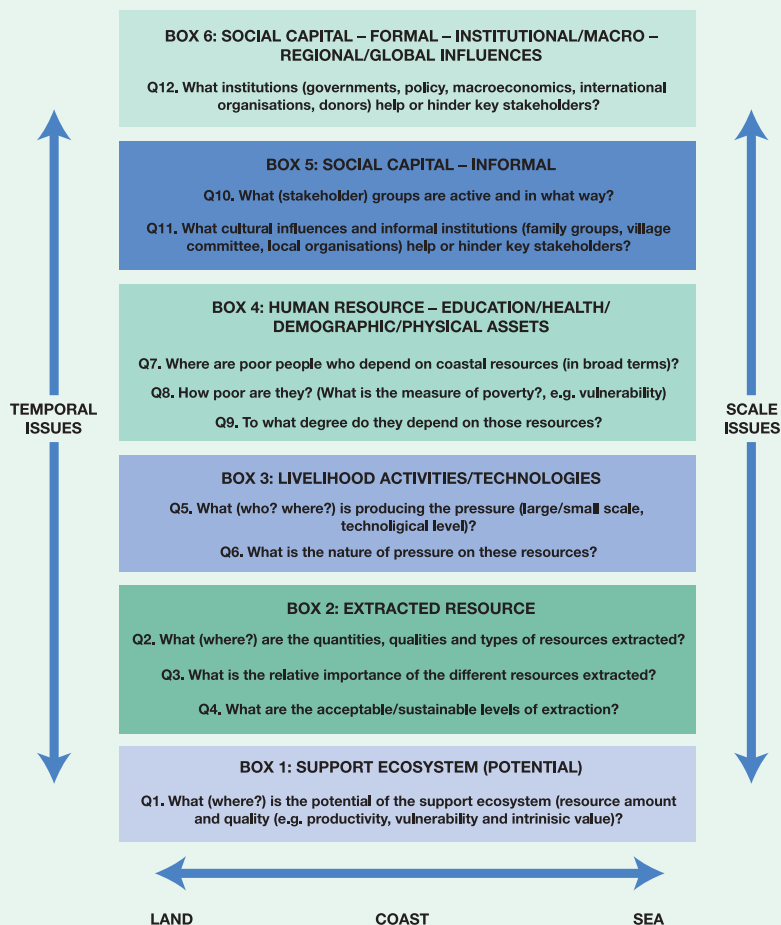 BOX 6: SOCIAL CAPITAL – FORMAL – INSTITUTIONAL/MACRO –
REGIONAL/GLOBAL INFLUENCES
Q12. What institutions (governments, policy, macroeconomics, international
organisations, donors) help or hinder key stakeholders?
BOX 5: SOCIAL CAPITAL – INFORMAL
Q10. What (stakeholder) groups are active and in what way?
Q11. What cultural influences and informal institutions (family groups, village
committee, local organisations) help or hinder key stakeholders?
BOX 4: HUMAN RESOURCE – EDUCATION/HEALTH/
DEMOGRAPHIC/PHYSICAL ASSETS
Q7. Where are poor people who depend on coastal resources (in broad terms)?
Q8. How poor are they? (What is the measure of poverty?, e.g. vulnerability)
Q9. To what degree do they depend on those resources?
TEMPORAL
ISSUES
SCALE
ISSUES
BOX 3: LIVELIHOOD ACTIVITIES/TECHNOLOGIES
Q5. What (who? where?) is producing the pressure (large/small scale,
technoligical level)?
Q6. What is the nature of pressure on these resources?
BOX 2: EXTRACTED RESOURCE
Q2. What (where?) are the quantities, qualities and types of resources extracted?
Q3. What is the relative importance of the different resources extracted?
Q4. What are the acceptable/sustainable levels of extraction?
BOX 1: SUPPORT ECOSYSTEM (POTENTIAL)
Q1. What (where?) is the potential of the support ecosystem (resource amount
and quality (e.g. productivity, vulnerability and intrinisic value)?
LAND
COAST
SEA